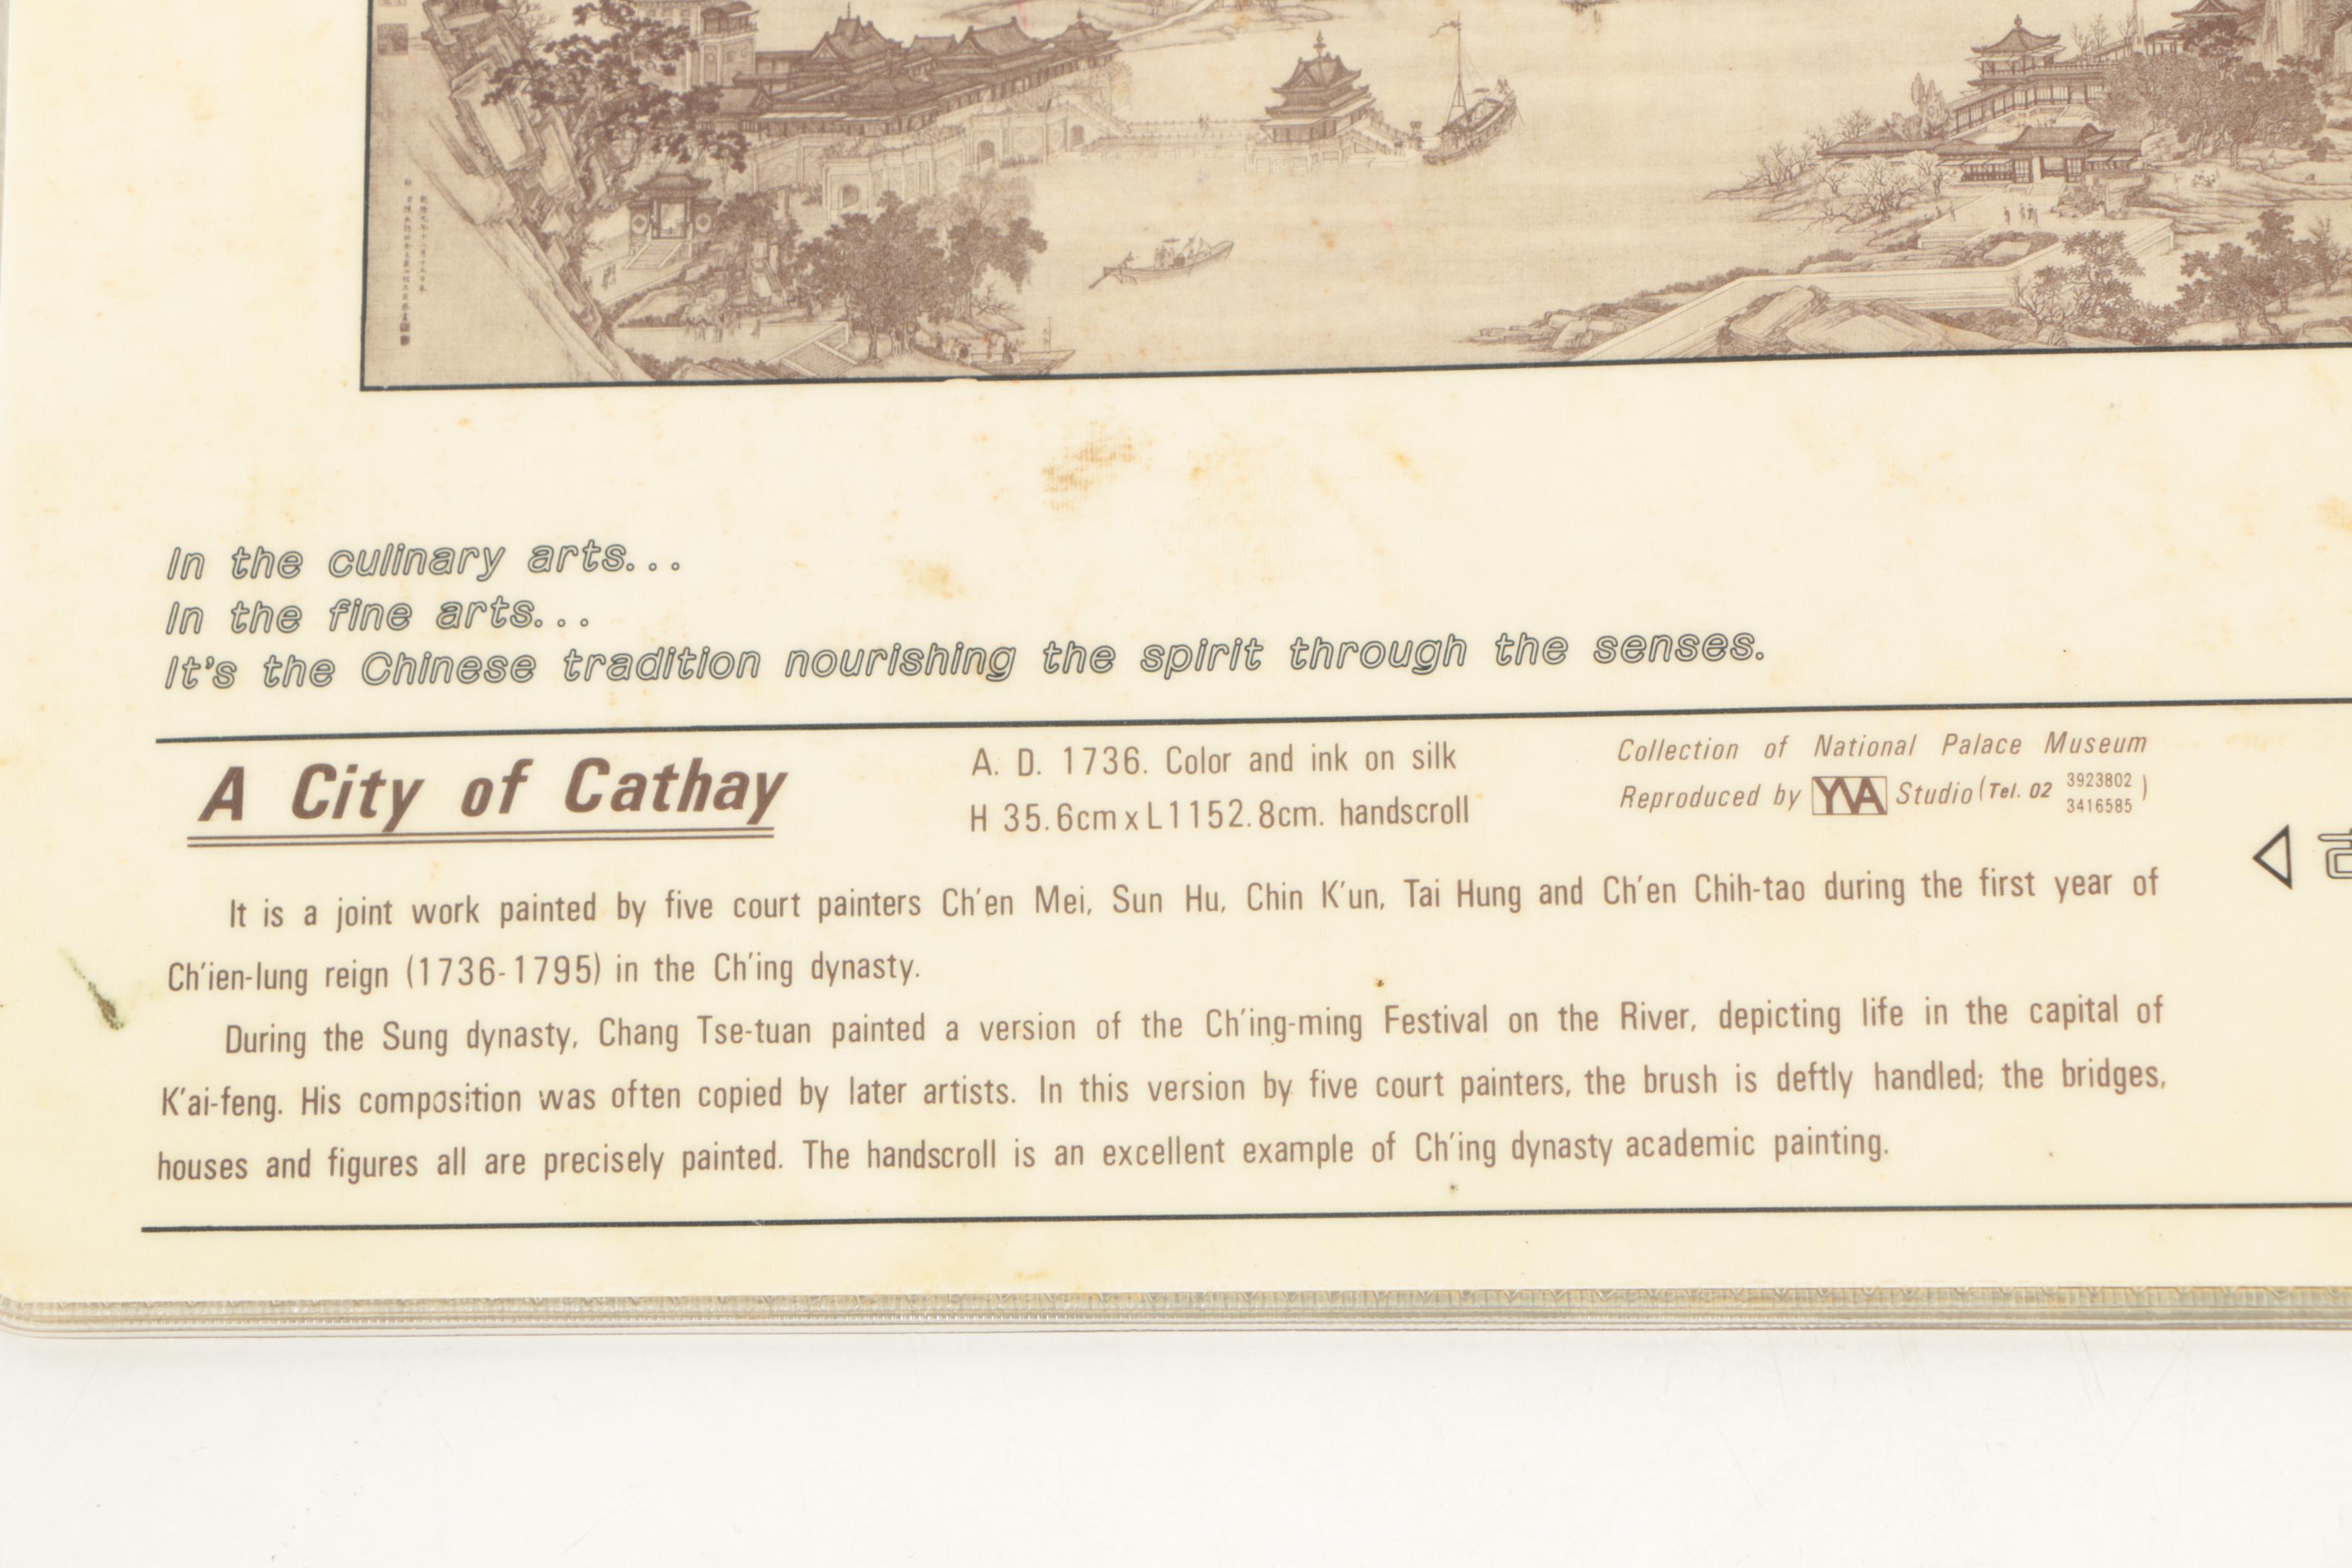 In the culinary arts...
In the fine arts...
It's the Chinese tradition nourishing the spirit through the senses.
A City of Cathay
A. D. 1736. Color and ink on silk
H 35.6cm x L1152.8cm. handscroll
Collection of National Palace Museum
Reproduced by YVA Studio (Tel. 02 3923802 3416585)
It is a joint work painted by five court painters Ch'en Mei, Sun Hu, Chin K'un, Tai Hung and Ch'en Chih-tao during the first year of
Ch'ien-lung reign (1736-1795) in the Ch'ing dynasty.
During the Sung dynasty, Chang Tse-tuan painted a version of the Ch'ing-ming Festival on the River, depicting life in the capital of
K'ai-feng. His composition was often copied by later artists. In this version by five court painters, the brush is deftly handled; the bridges,
houses and figures all are precisely painted. The handscroll is an excellent example of Ch'ing dynasty academic painting.